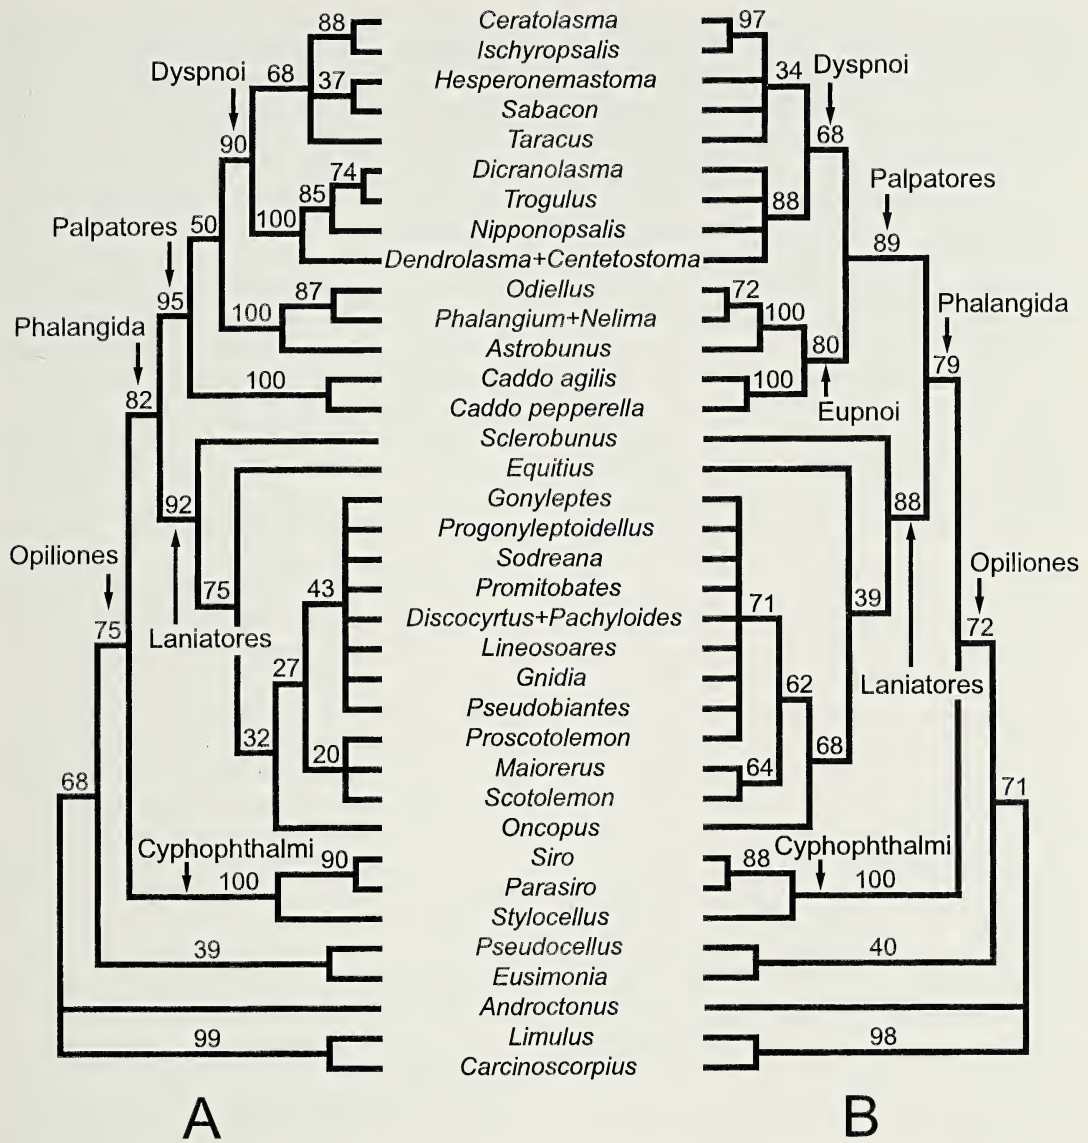 88 Ceratolasma 97
Ischyropsalis
Dyspnoi 68 37 Hesperonemastoma 34 Dyspnoi
Sabacon
90 Taracus 68
74 Dicranolasma
85 Trogulus 88 Palpatores
Palpatores 50 100 Nipponopsalis 89
Dendrolasma+Centetostoma
95 87 Odiellus 72 Phalangida
Phalangida 100 Phalangium+Nelima 100
Astrobunus 80
100 Caddo agilis 100 79
82 Caddo pepperella Eupnoi
Sclerobunus
Equitius
92 Gonyleptes 88
Progonyleptoidellus
Opiliones Sodreana Opiliones
75 43 Promitobates 39
75 Laniatores Discocyrtus+Pachyloides 71 72
Lineosoares
27 Gnidia Laniatores
Pseudobiantes 62
32 Proscotolemon 68
68 20 Maiorerus 64 71
Scotolemon
Oncopus
Cyphophthalmi 90 Siro 88 Cyphophthalmi
100 Parasiro 100
Stylocellus
39 Pseudocellus 40
Eusimonia
Androctonus
99 Limulus 98
Carcinoscorpius
A B